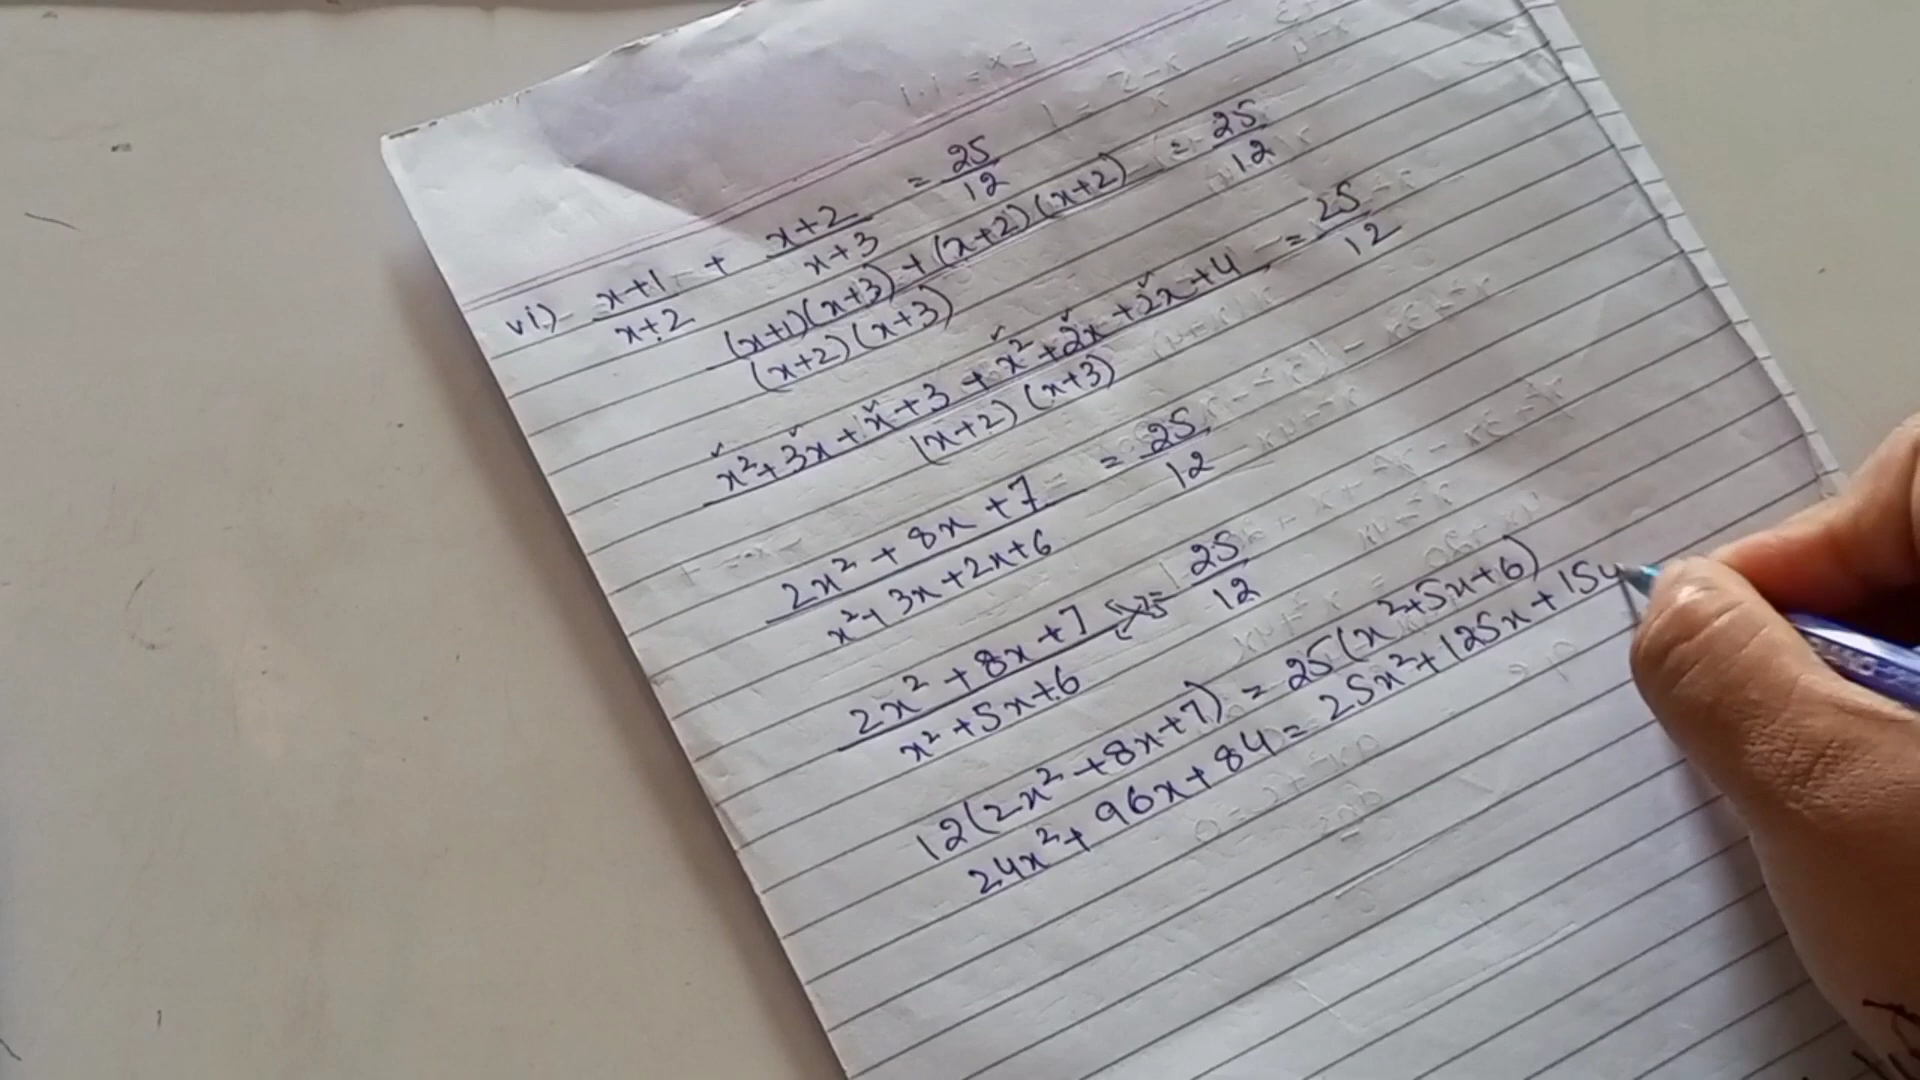 vi) x+1/x+2 + x+2/x+3 = 25/12
(x+1)(x+3)+(x+2)(x+2)/(x+2)(x+3) = 25/12
x²+3x+x+3+x²+2x+2x+4/(x+2)(x+3) = 25/12
2x²+8x+7/x²+3x+2x+6 = 25/12
2x²+8x+7/x²+5x+6 = 25/12
12(2x²+8x+7) = 25(x²+5x+6)
24x²+96x+84 = 25x²+125x+154